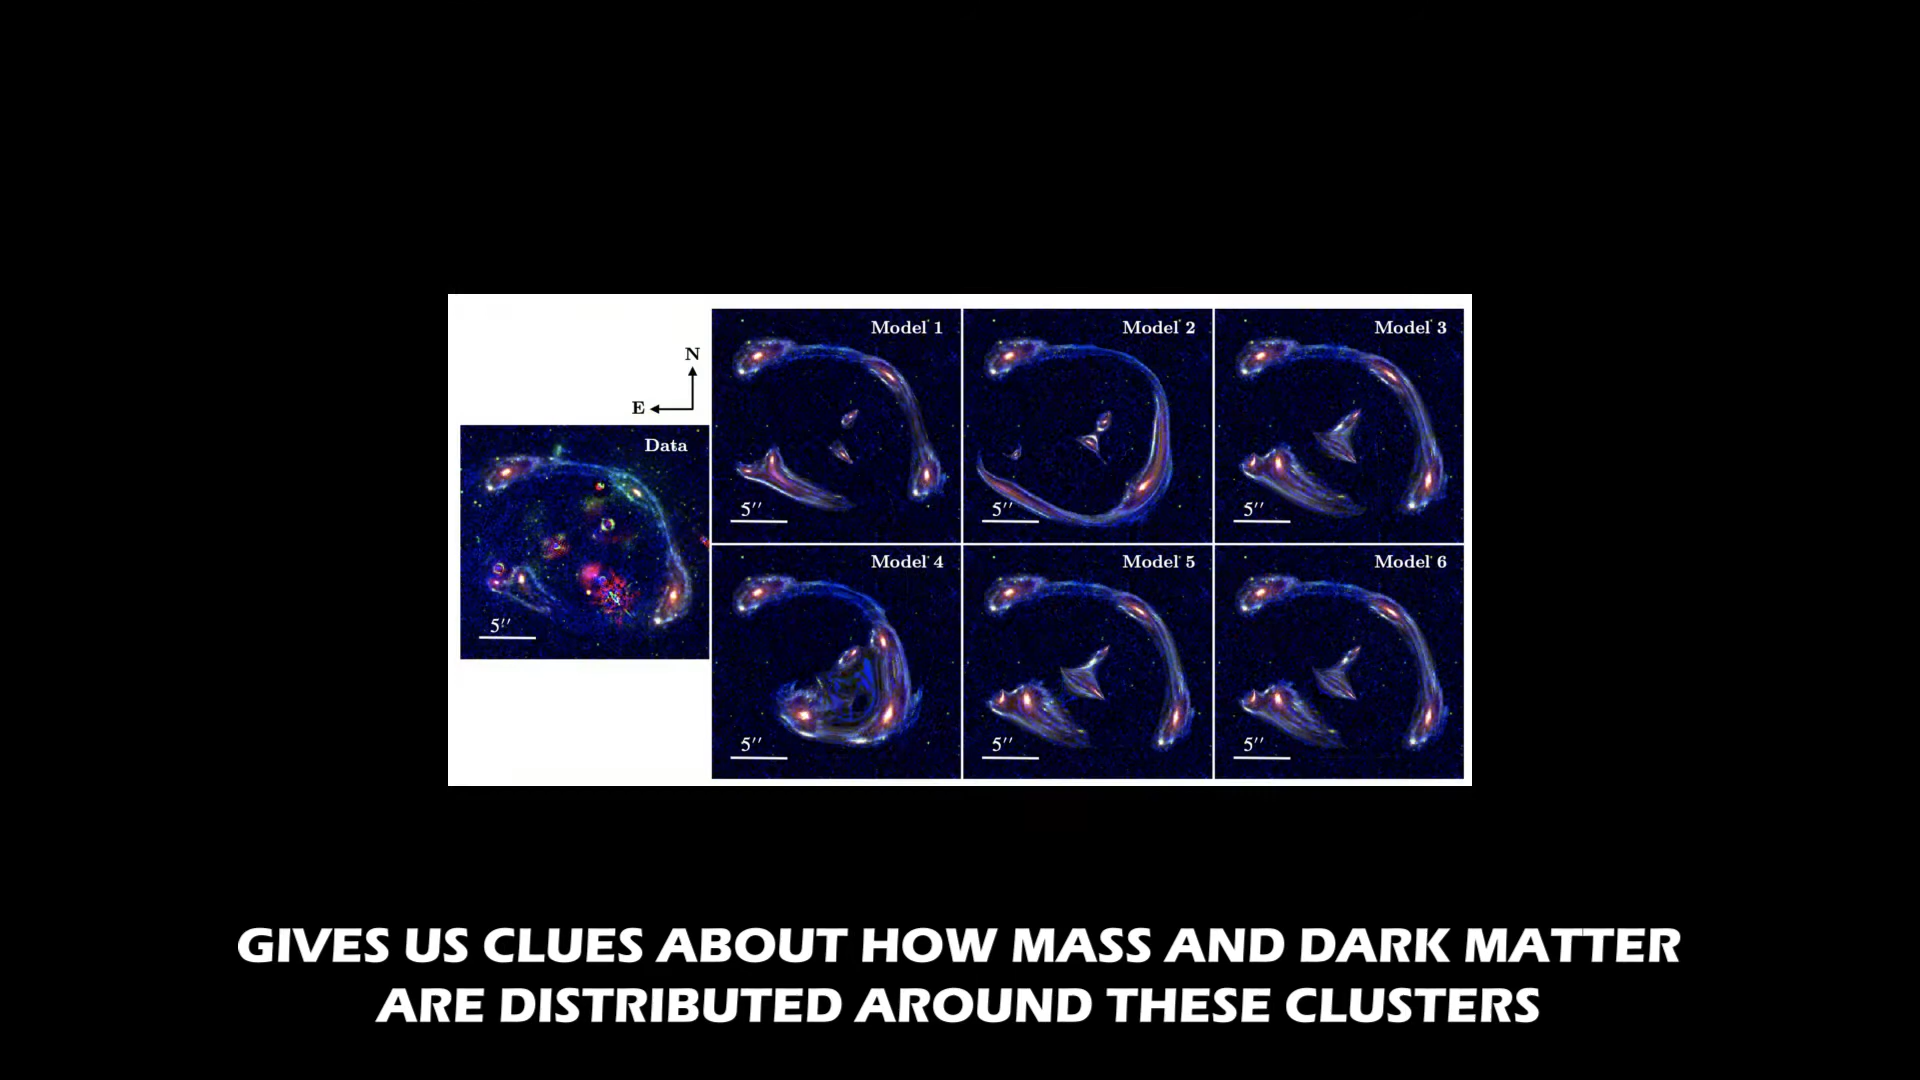 Model 1
Model 2
Model 3
N
E
Data
5′′
5′′
5′′
5′′
Model 4
Model 5
Model 6
5′′
5′′
5′′
GIVES US CLUES ABOUT HOW MASS AND DARK MATTER
ARE DISTRIBUTED AROUND THESE CLUSTERS